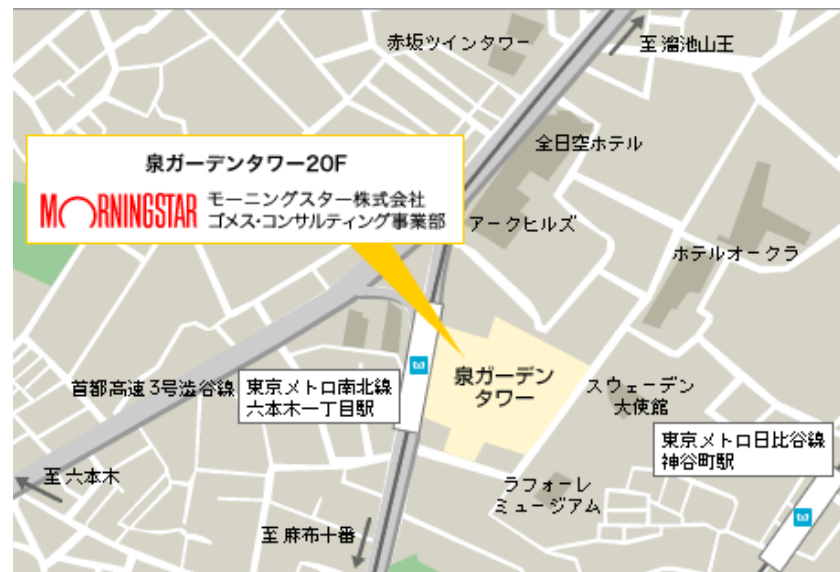 赤坂ツインタワー
至溜池山王
全日空ホテル
泉ガーデンタワー20F
MORNINGSTAR
モーニングスター株式会社
ゴメス・コンサルティング事業部
アークヒルズ
ホテルオークラ
首都高速3号渋谷線
東京メトロ南北線
六本木一丁目駅
泉ガーデン
タワー
スウェーデン
大使館
東京メトロ日比谷線
神谷町駅
至六本木
ラフォーレ
ミュージアム
至麻布十番